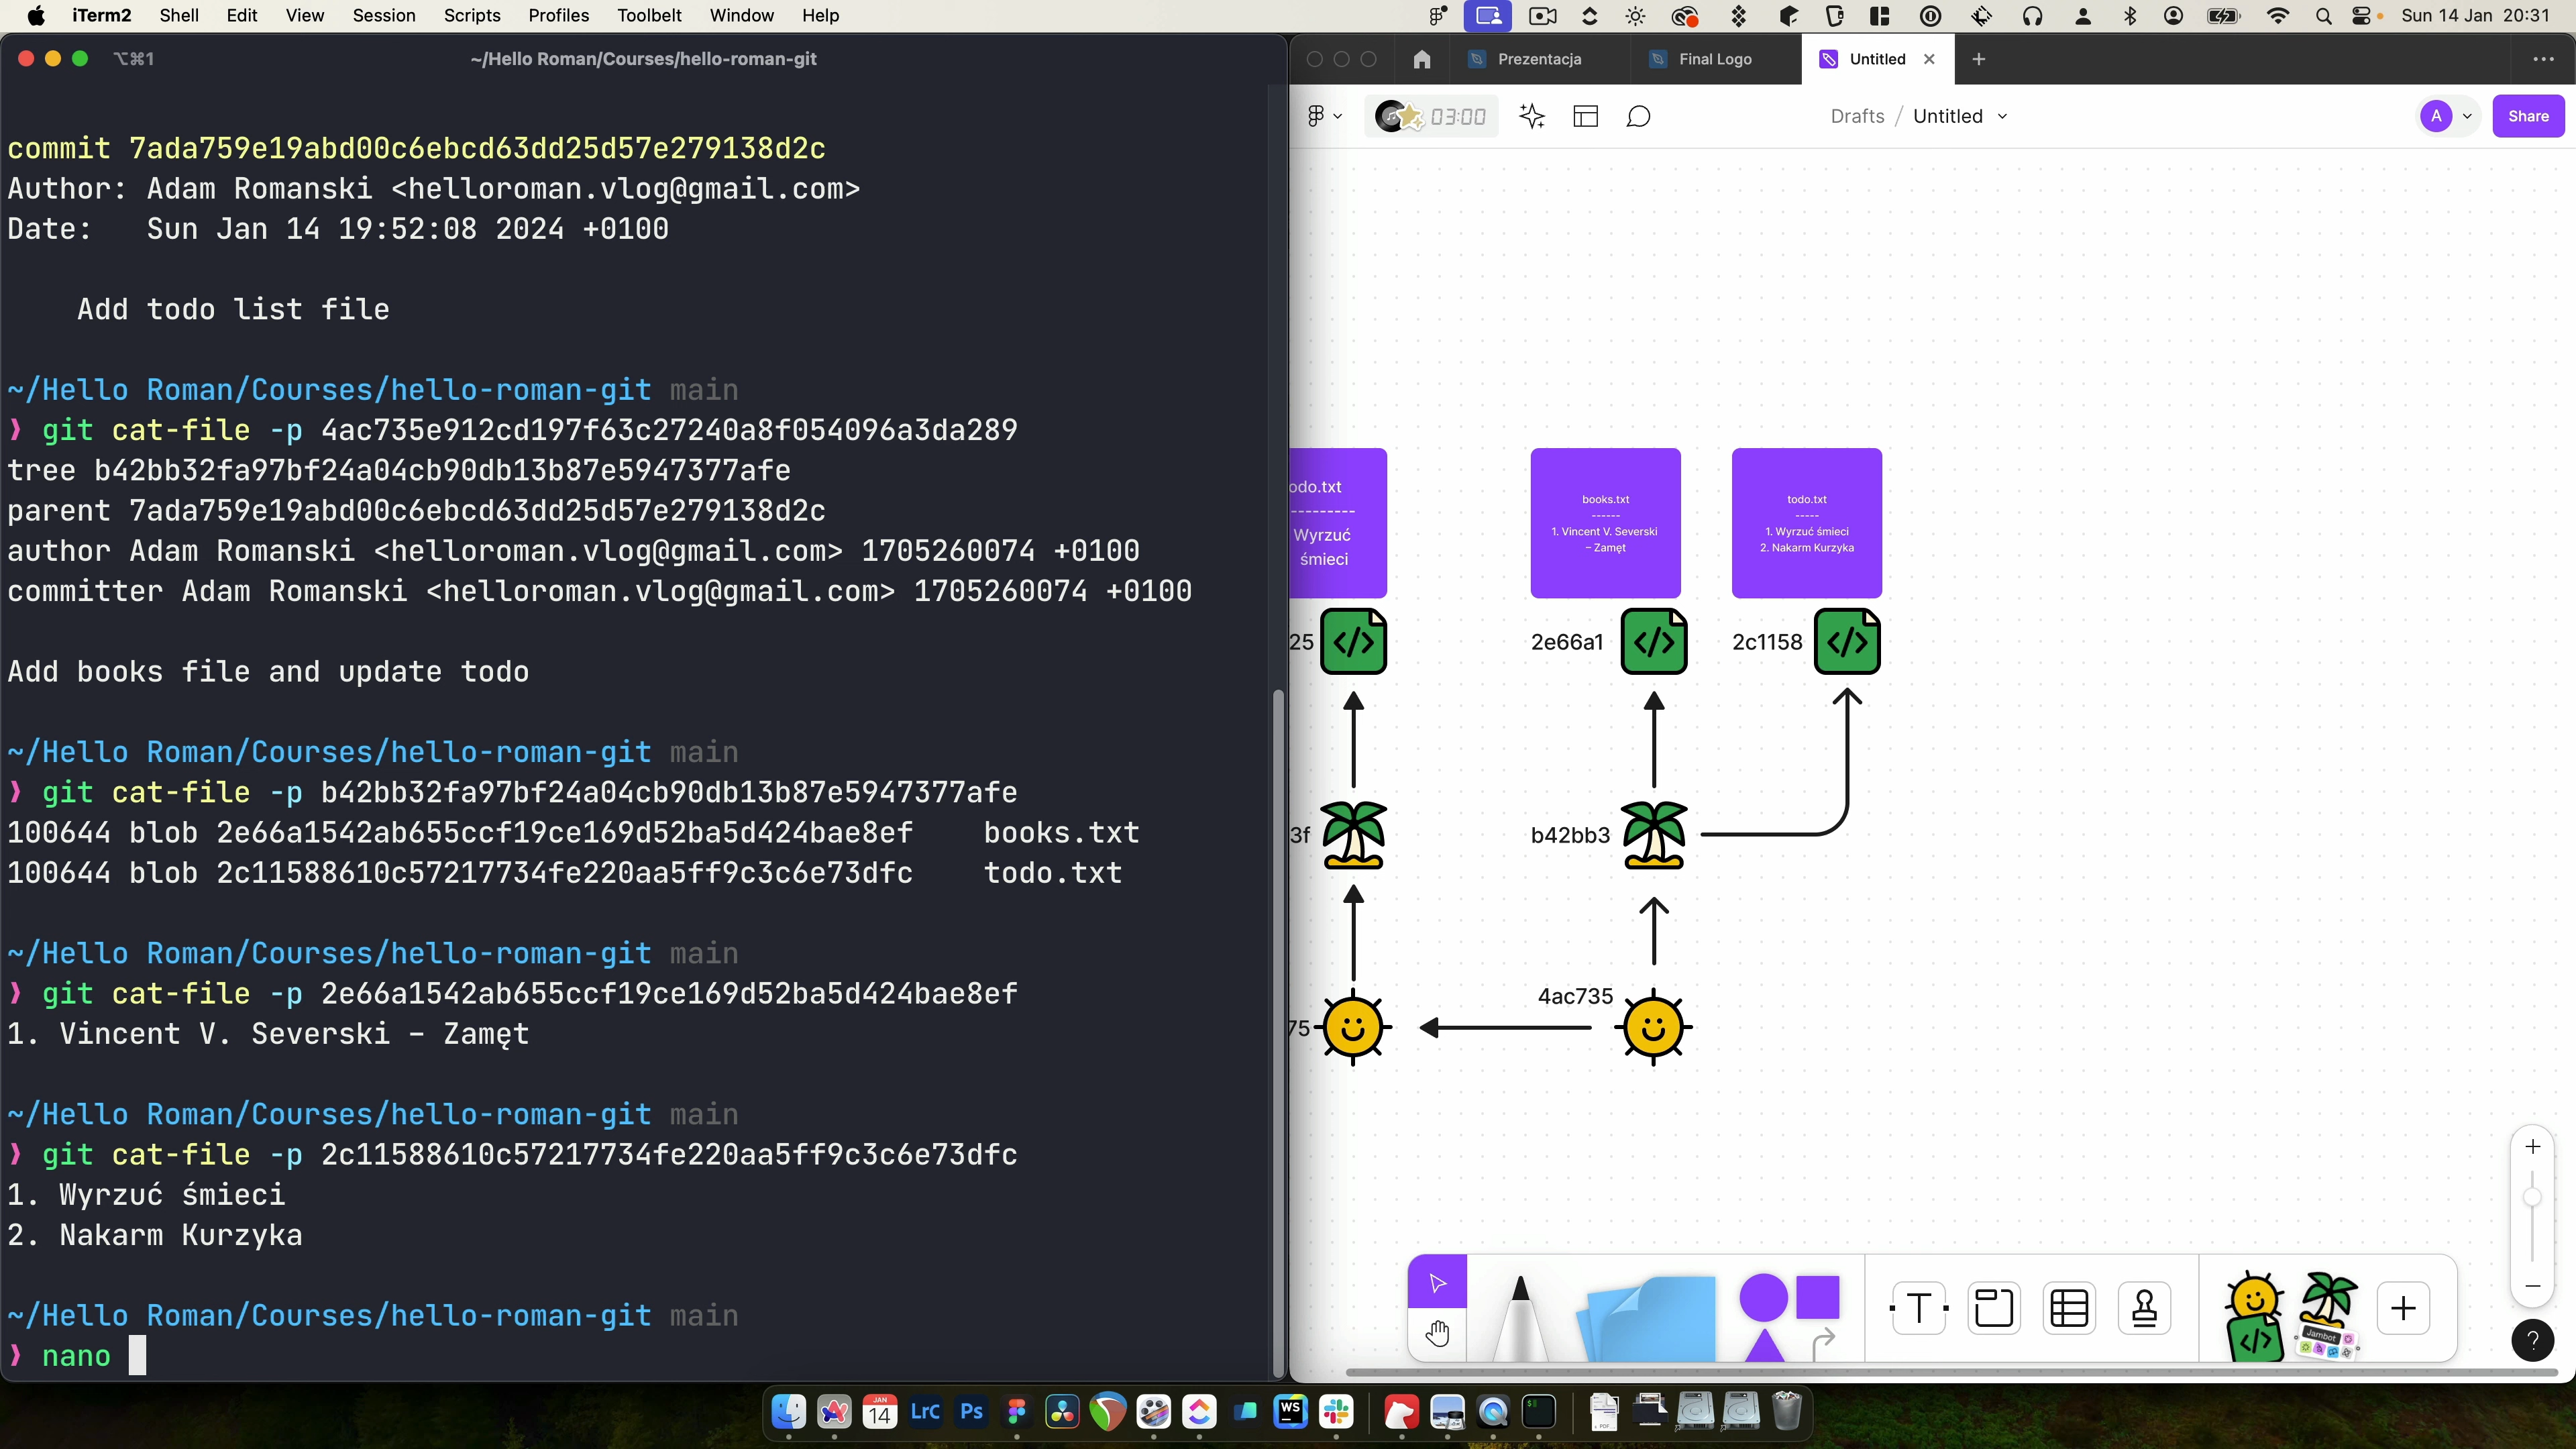 iTerm2 Shell Edit View Session Scripts Profiles Toolbelt Window Help
Sun 14 Jan 20:31
⌥⌘1
~/Hello Roman/Courses/hello-roman-git
commit 7ada759e19abd00c6ebcd63dd25d57e279138d2c
Author: Adam Romanski <helloroman.vlog@gmail.com>
Date: Sun Jan 14 19:52:08 2024 +0100
Add todo list file
~/Hello Roman/Courses/hello-roman-git main
❯ git cat-file -p 4ac735e912cd197f63c27240a8f054096a3da289
tree b42bb32fa97bf24a04cb90db13b87e5947377afe
parent 7ada759e19abd00c6ebcd63dd25d57e279138d2c
author Adam Romanski <helloroman.vlog@gmail.com> 1705260074 +0100
committer Adam Romanski <helloroman.vlog@gmail.com> 1705260074 +0100
Add books file and update todo
~/Hello Roman/Courses/hello-roman-git main
❯ git cat-file -p b42bb32fa97bf24a04cb90db13b87e5947377afe
100644 blob 2e66a1542ab655ccf19ce169d52ba5d424bae8ef books.txt
100644 blob 2c11588610c57217734fe220aa5ff9c3c6e73dfc todo.txt
~/Hello Roman/Courses/hello-roman-git main
❯ git cat-file -p 2e66a1542ab655ccf19ce169d52ba5d424bae8ef
1. Vincent V. Severski – Zamęt
~/Hello Roman/Courses/hello-roman-git main
❯ git cat-file -p 2c11588610c57217734fe220aa5ff9c3c6e73dfc
1. Wyrzuć śmieci
2. Nakarm Kurzyka
~/Hello Roman/Courses/hello-roman-git main
❯ nano
Prezentacja
Final Logo
Untitled
03:00
Drafts / Untitled
A
Share
odo.txt
---------
Wyrzuć
śmieci
books.txt
------
1. Vincent V. Severski
– Zamęt
todo.txt
-----
1. Wyrzuć śmieci
2. Nakarm Kurzyka
25
</>
2e66a1
</>
2c1158
</>
3f
b42bb3
4ac735
75
T
</>
Jambot
?
JAN
14
LrC
Ps
WS
PDF